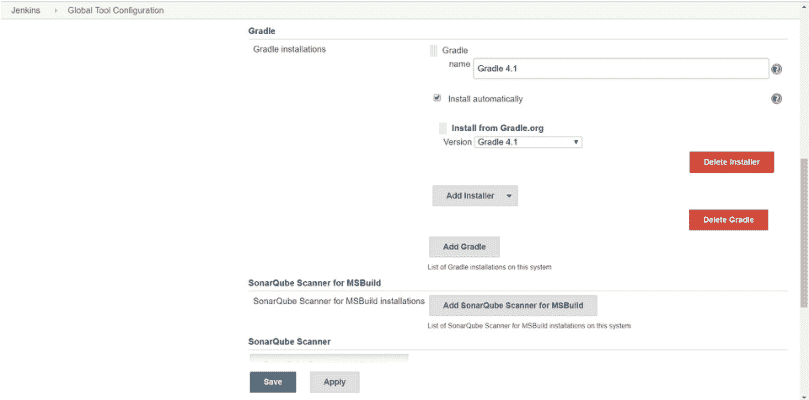 Jenkins Global Tool Configuration
Gradle
Gradle installations
Gradle
name Gradle 4.1
Install automatically
Install from Gradle.org
Version Gradle 4.1
Delete Installer
Add Installer
Delete Gradle
Add Gradle
List of Gradle installations on this system
SonarQube Scanner for MSBuild
SonarQube Scanner for MSBuild installations Add SonarQube Scanner for MSBuild
List of SonarQube Scanner for MSBuild installations on this system
SonarQube Scanner
Save Apply